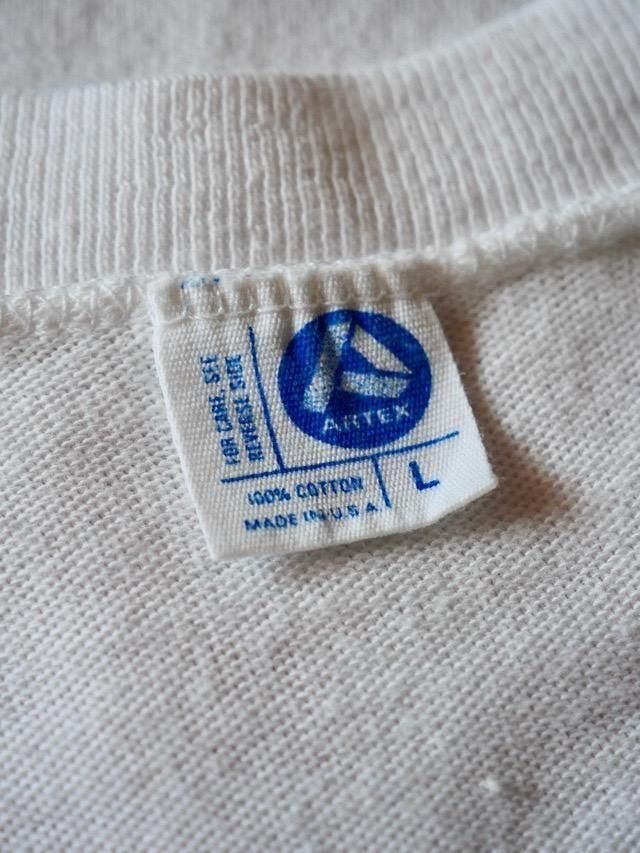 FOR CARE, SEE
REVERSE SIDE
ARTEX
100% COTTON
MADE IN U.S.A.
L